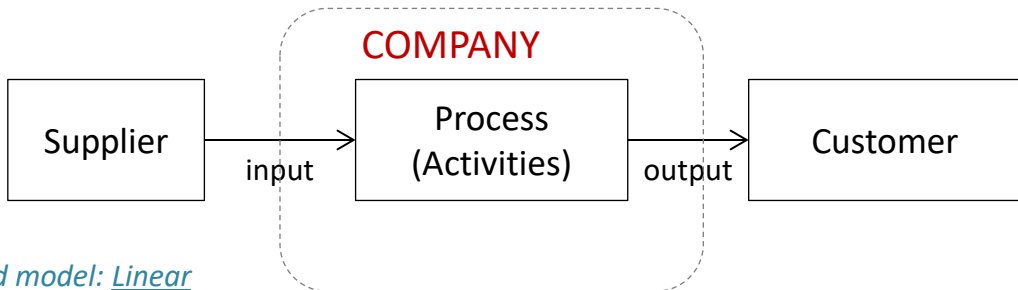 COMPANY
Supplier
input
Process
(Activities)
output
Customer
model: Linear